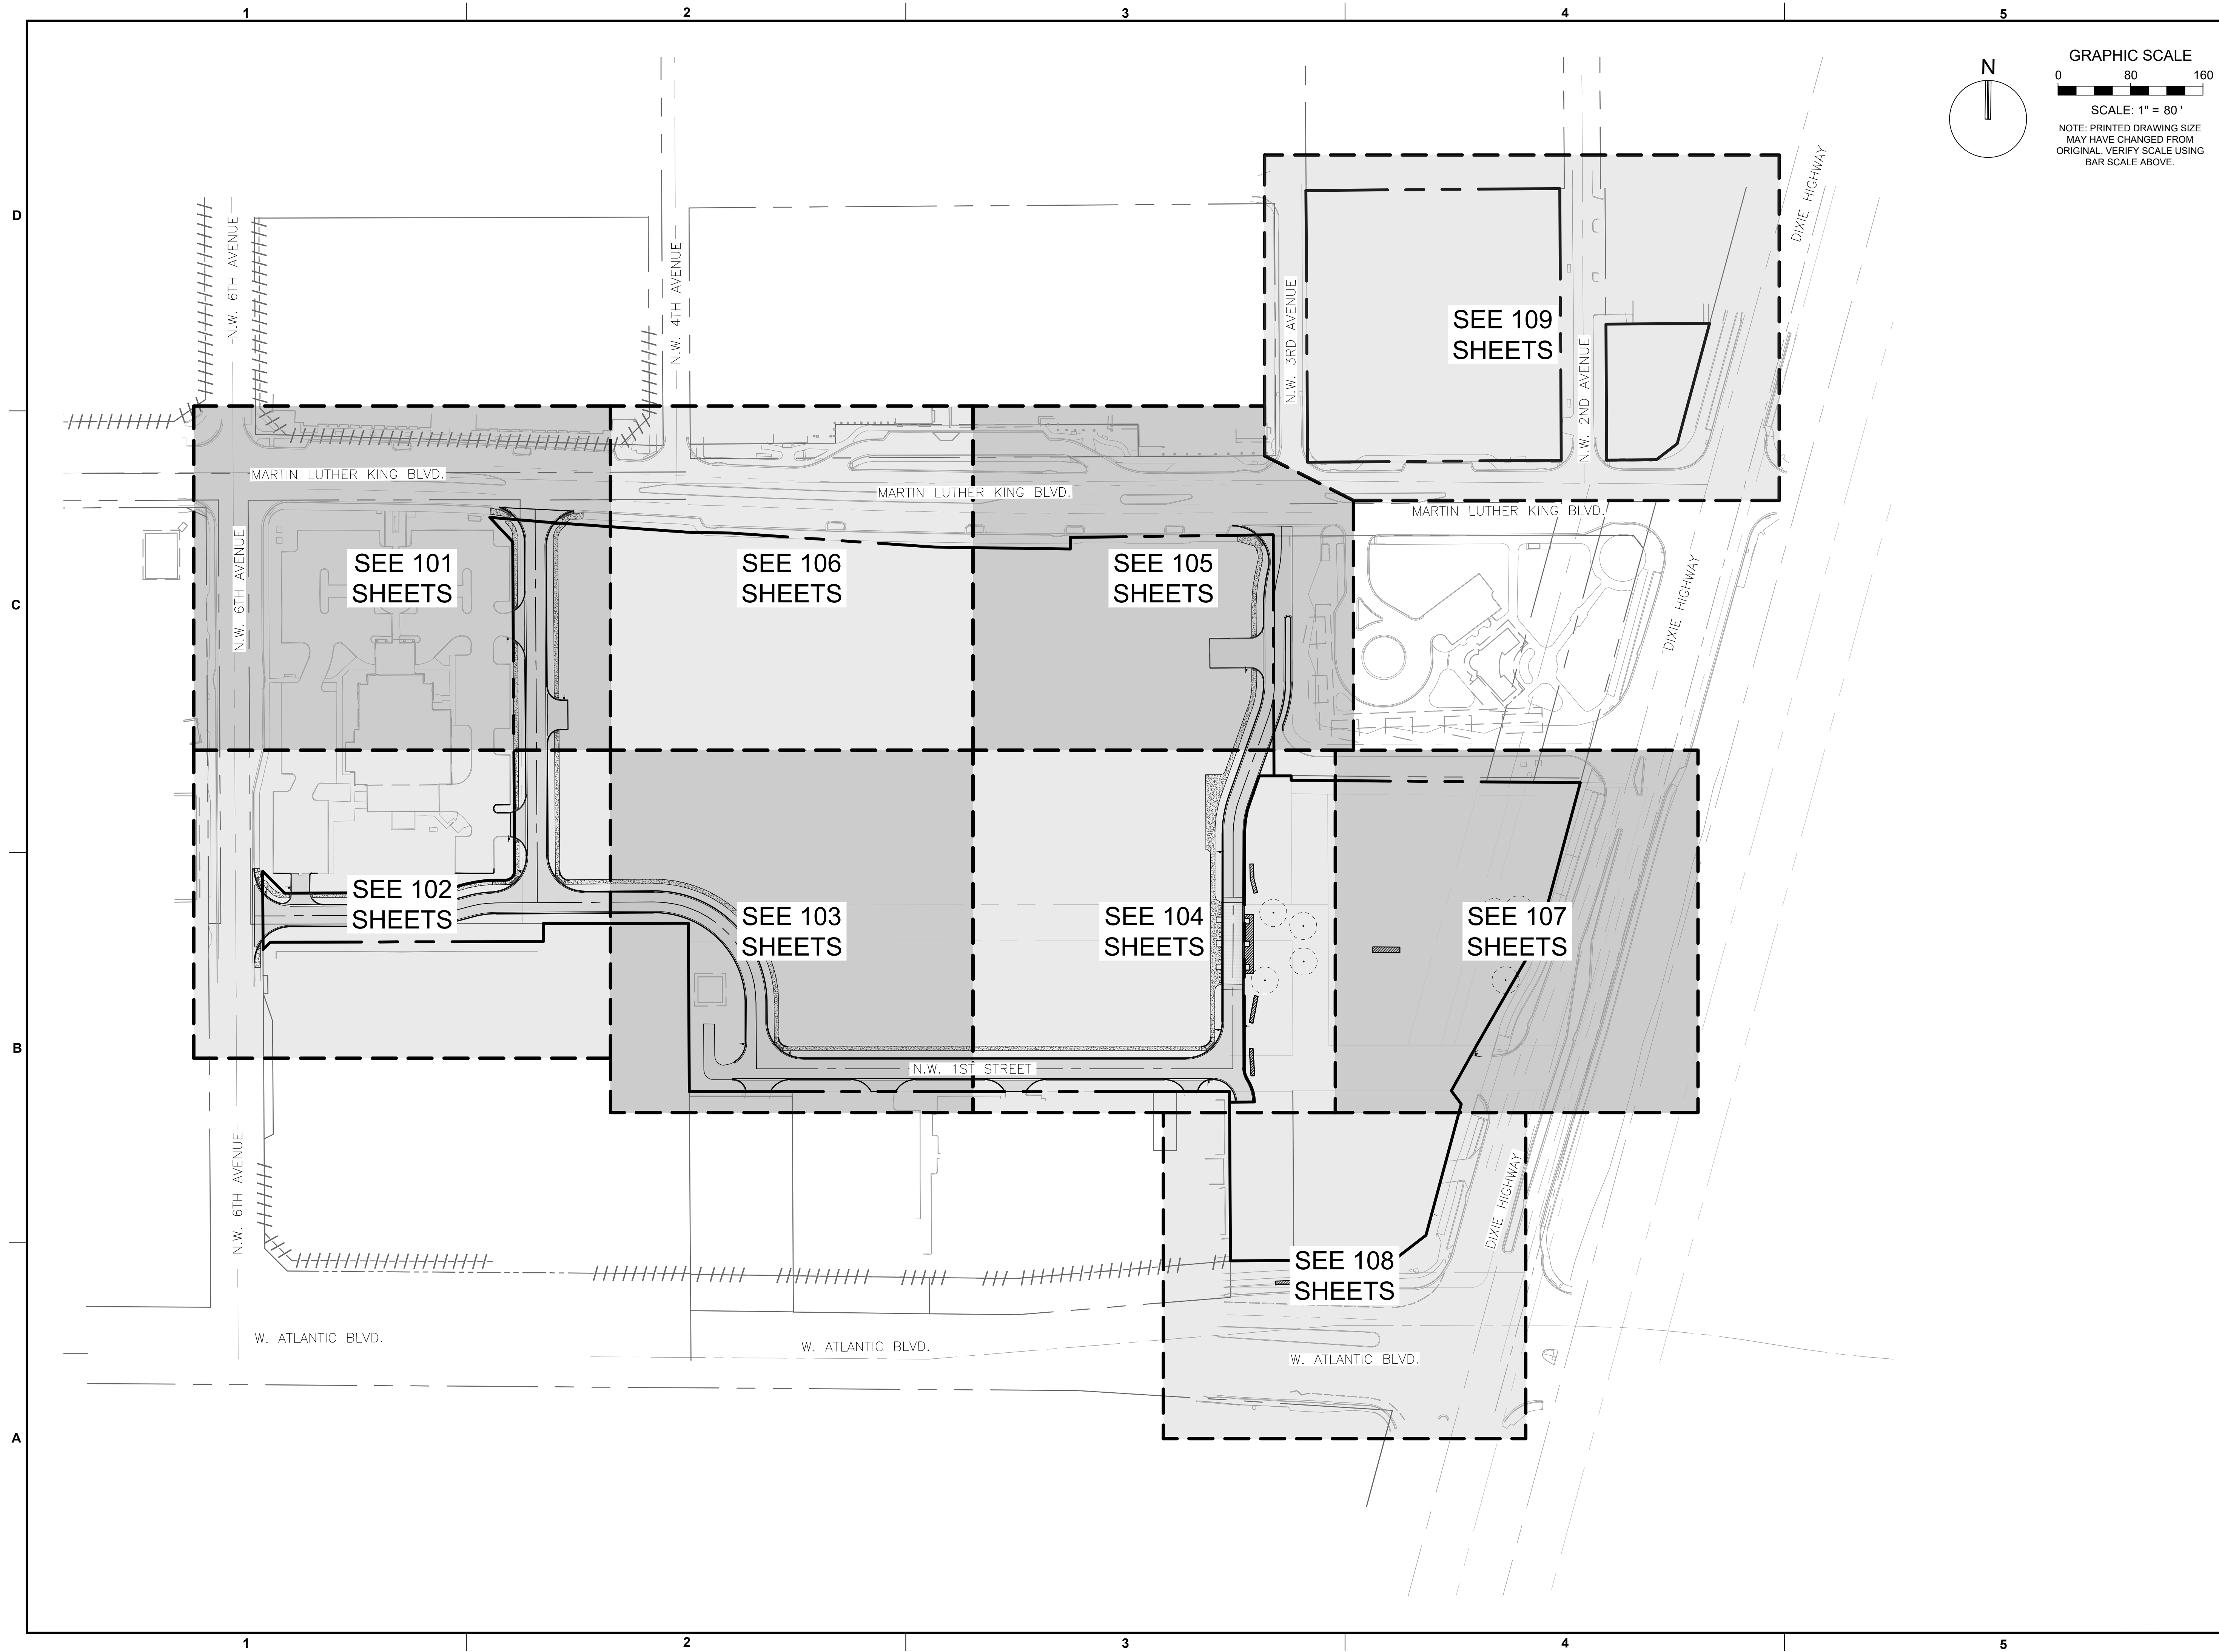 1 2 3 4 5
N
GRAPHIC SCALE
0 80 160
SCALE: 1" = 80 '
NOTE: PRINTED DRAWING SIZE
MAY HAVE CHANGED FROM
ORIGINAL. VERIFY SCALE USING
BAR SCALE ABOVE.
D
N.W. 6TH AVENUE
N.W. 4TH AVENUE
N.W. 3RD AVENUE
N.W. 2ND AVENUE
DIXIE HIGHWAY
SEE 109
SHEETS
MARTIN LUTHER KING BLVD.
MARTIN LUTHER KING BLVD.
MARTIN LUTHER KING BLVD.
C
N.W. 6TH AVENUE
SEE 101
SHEETS
SEE 106
SHEETS
SEE 105
SHEETS
DIXIE HIGHWAY
SEE 102
SHEETS
SEE 103
SHEETS
SEE 104
SHEETS
SEE 107
SHEETS
B
N.W. 1ST STREET
N.W. 6TH AVENUE
DIXIE HIGHWAY
SEE 108
SHEETS
W. ATLANTIC BLVD.
W. ATLANTIC BLVD.
W. ATLANTIC BLVD.
A
1 2 3 4 5